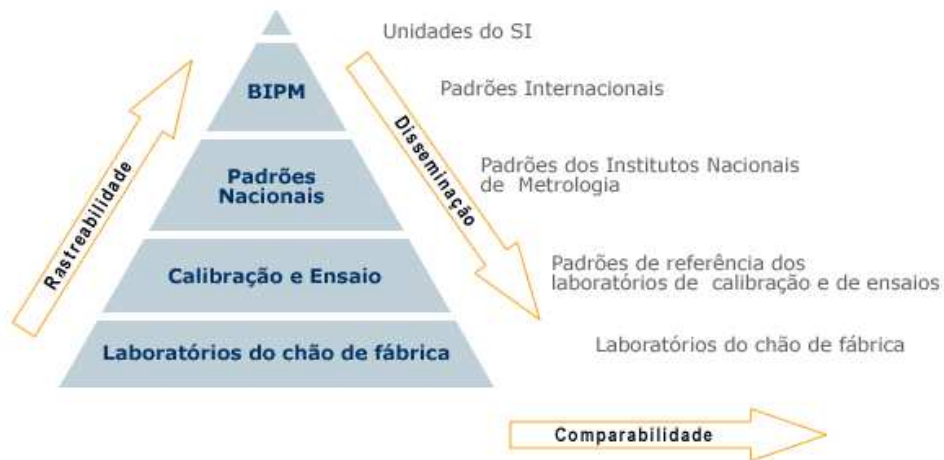 Unidades do SI
BIPM
Padrões Internacionais
Rastreabilidade
Disseminação
Padrões
Nacionais
Padrões dos Institutos Nacionais
de Metrologia
Calibração e Ensaio
Padrões de referência dos
laboratórios de calibração e de ensaios
Laboratórios do chão de fábrica
Laboratórios do chão de fábrica
Comparabilidade